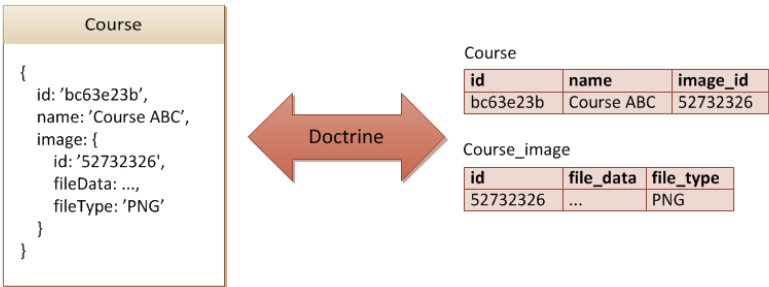 Course
{
id: ’bc63e23b’,
name: ’Course ABC’,
image: {
id: ’52732326',
fileData: ...,
fileType: ’PNG’
}
}
Doctrine
Course
id name image_id
bc63e23b Course ABC 52732326
Course_image
id file_data file_type
52732326 ... PNG